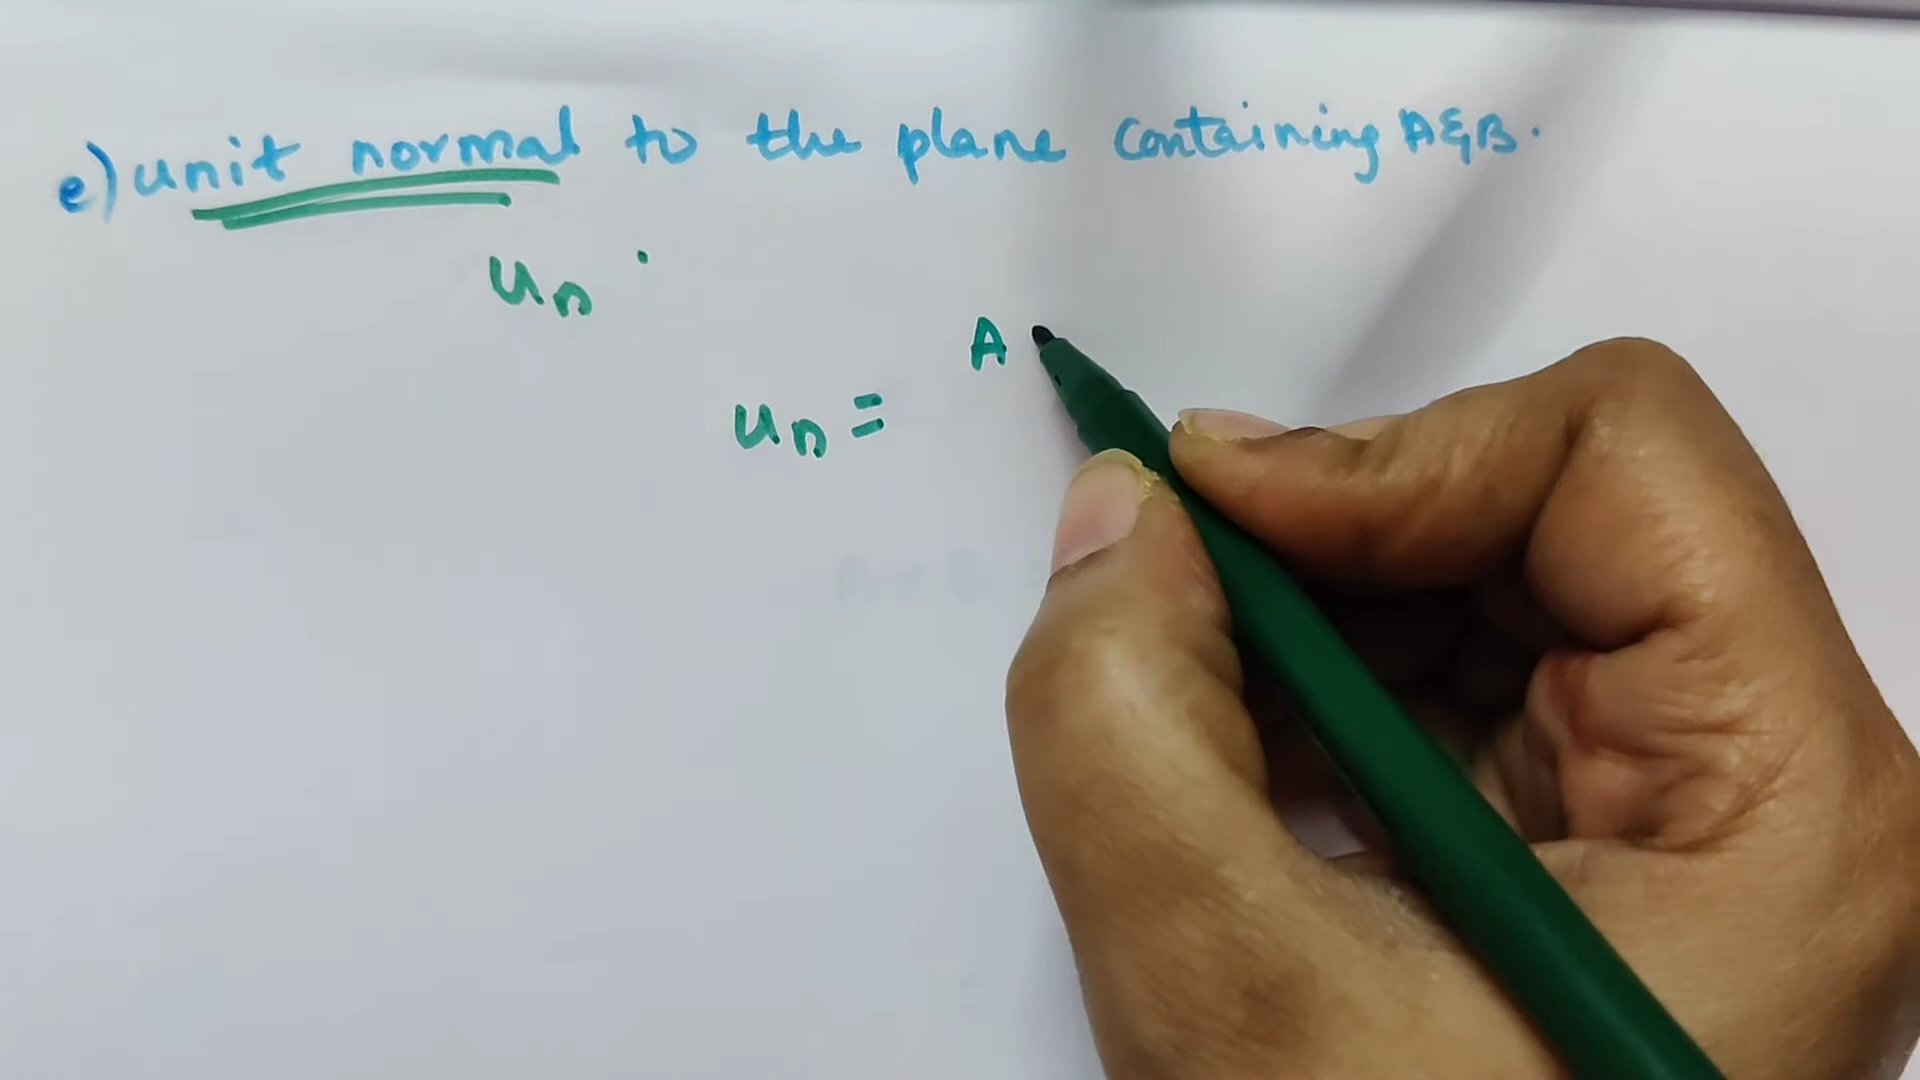 e) unit normal to the plane containing A & B.
un
A
un =